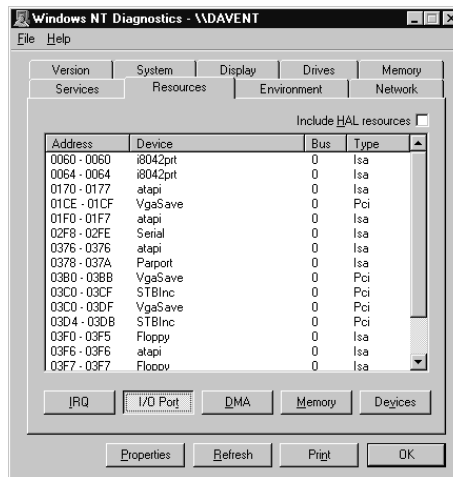 Windows NT Diagnostics - \\DAVENT
File Help
Version System Display Drives Memory
Services Resources Environment Network
Include HAL resources
Address Device Bus Type
0060 - 0060 i8042prt 0 Isa
0064 - 0064 i8042prt 0 Isa
0170 - 0177 atapi 0 Isa
01CE - 01CF VgaSave 0 Pci
01F0 - 01F7 atapi 0 Isa
02F8 - 02FE Serial 0 Isa
0376 - 0376 atapi 0 Isa
0378 - 037A Parport 0 Isa
03B0 - 03BB VgaSave 0 Pci
03C0 - 03CF STBInc 0 Pci
03C0 - 03DF VgaSave 0 Pci
03D4 - 03DB STBInc 0 Pci
03F0 - 03F5 Floppy 0 Isa
03F6 - 03F6 atapi 0 Isa
03F7 - 03F7 Floppy 0 Isa
IRQ I/O Port DMA Memory Devices
Properties Refresh Print OK